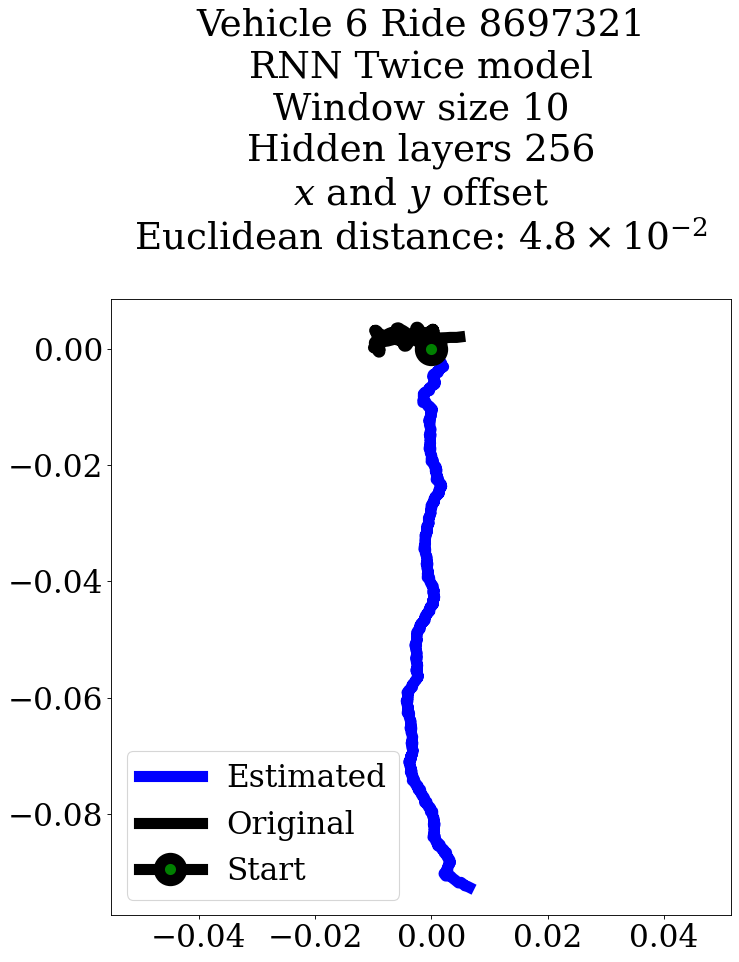 Vehicle 6 Ride 8697321
RNN Twice model
Window size 10
Hidden layers 256
x and y offset
Euclidean distance: 4.8 × 10⁻²
0.00
−0.02
−0.04
−0.06
−0.08
Estimated
Original
Start
−0.04 −0.02 0.00 0.02 0.04